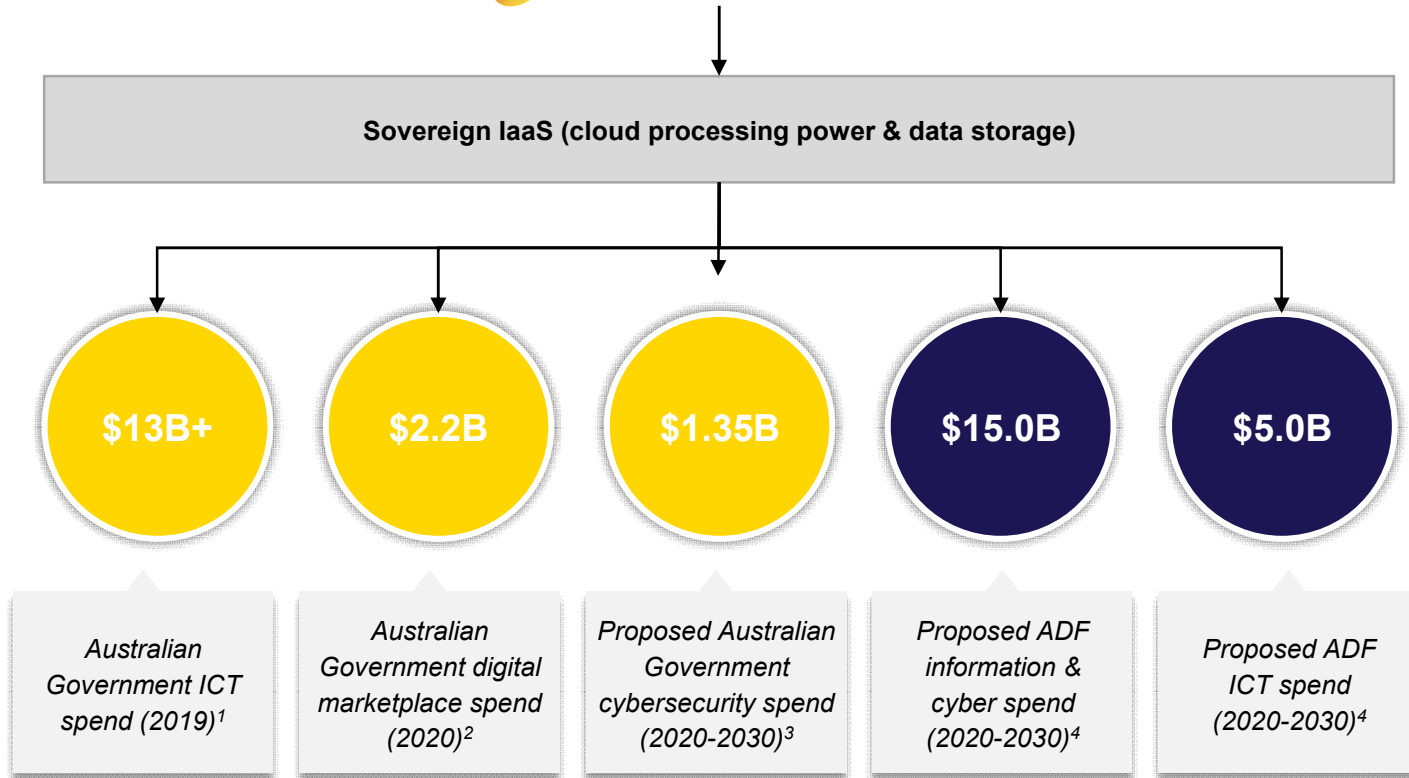 Sovereign IaaS (cloud processing power & data storage)
$13B+
$2.2B
$1.35B
$15.0B
$5.0B
Australian
Government ICT
spend (2019)1
Australian
Government digital
marketplace spend
(2020)2
Proposed Australian
Government
cybersecurity spend
(2020-2030)3
Proposed ADF
information &
cyber spend
(2020-2030)4
Proposed ADF
ICT spend
(2020-2030)4